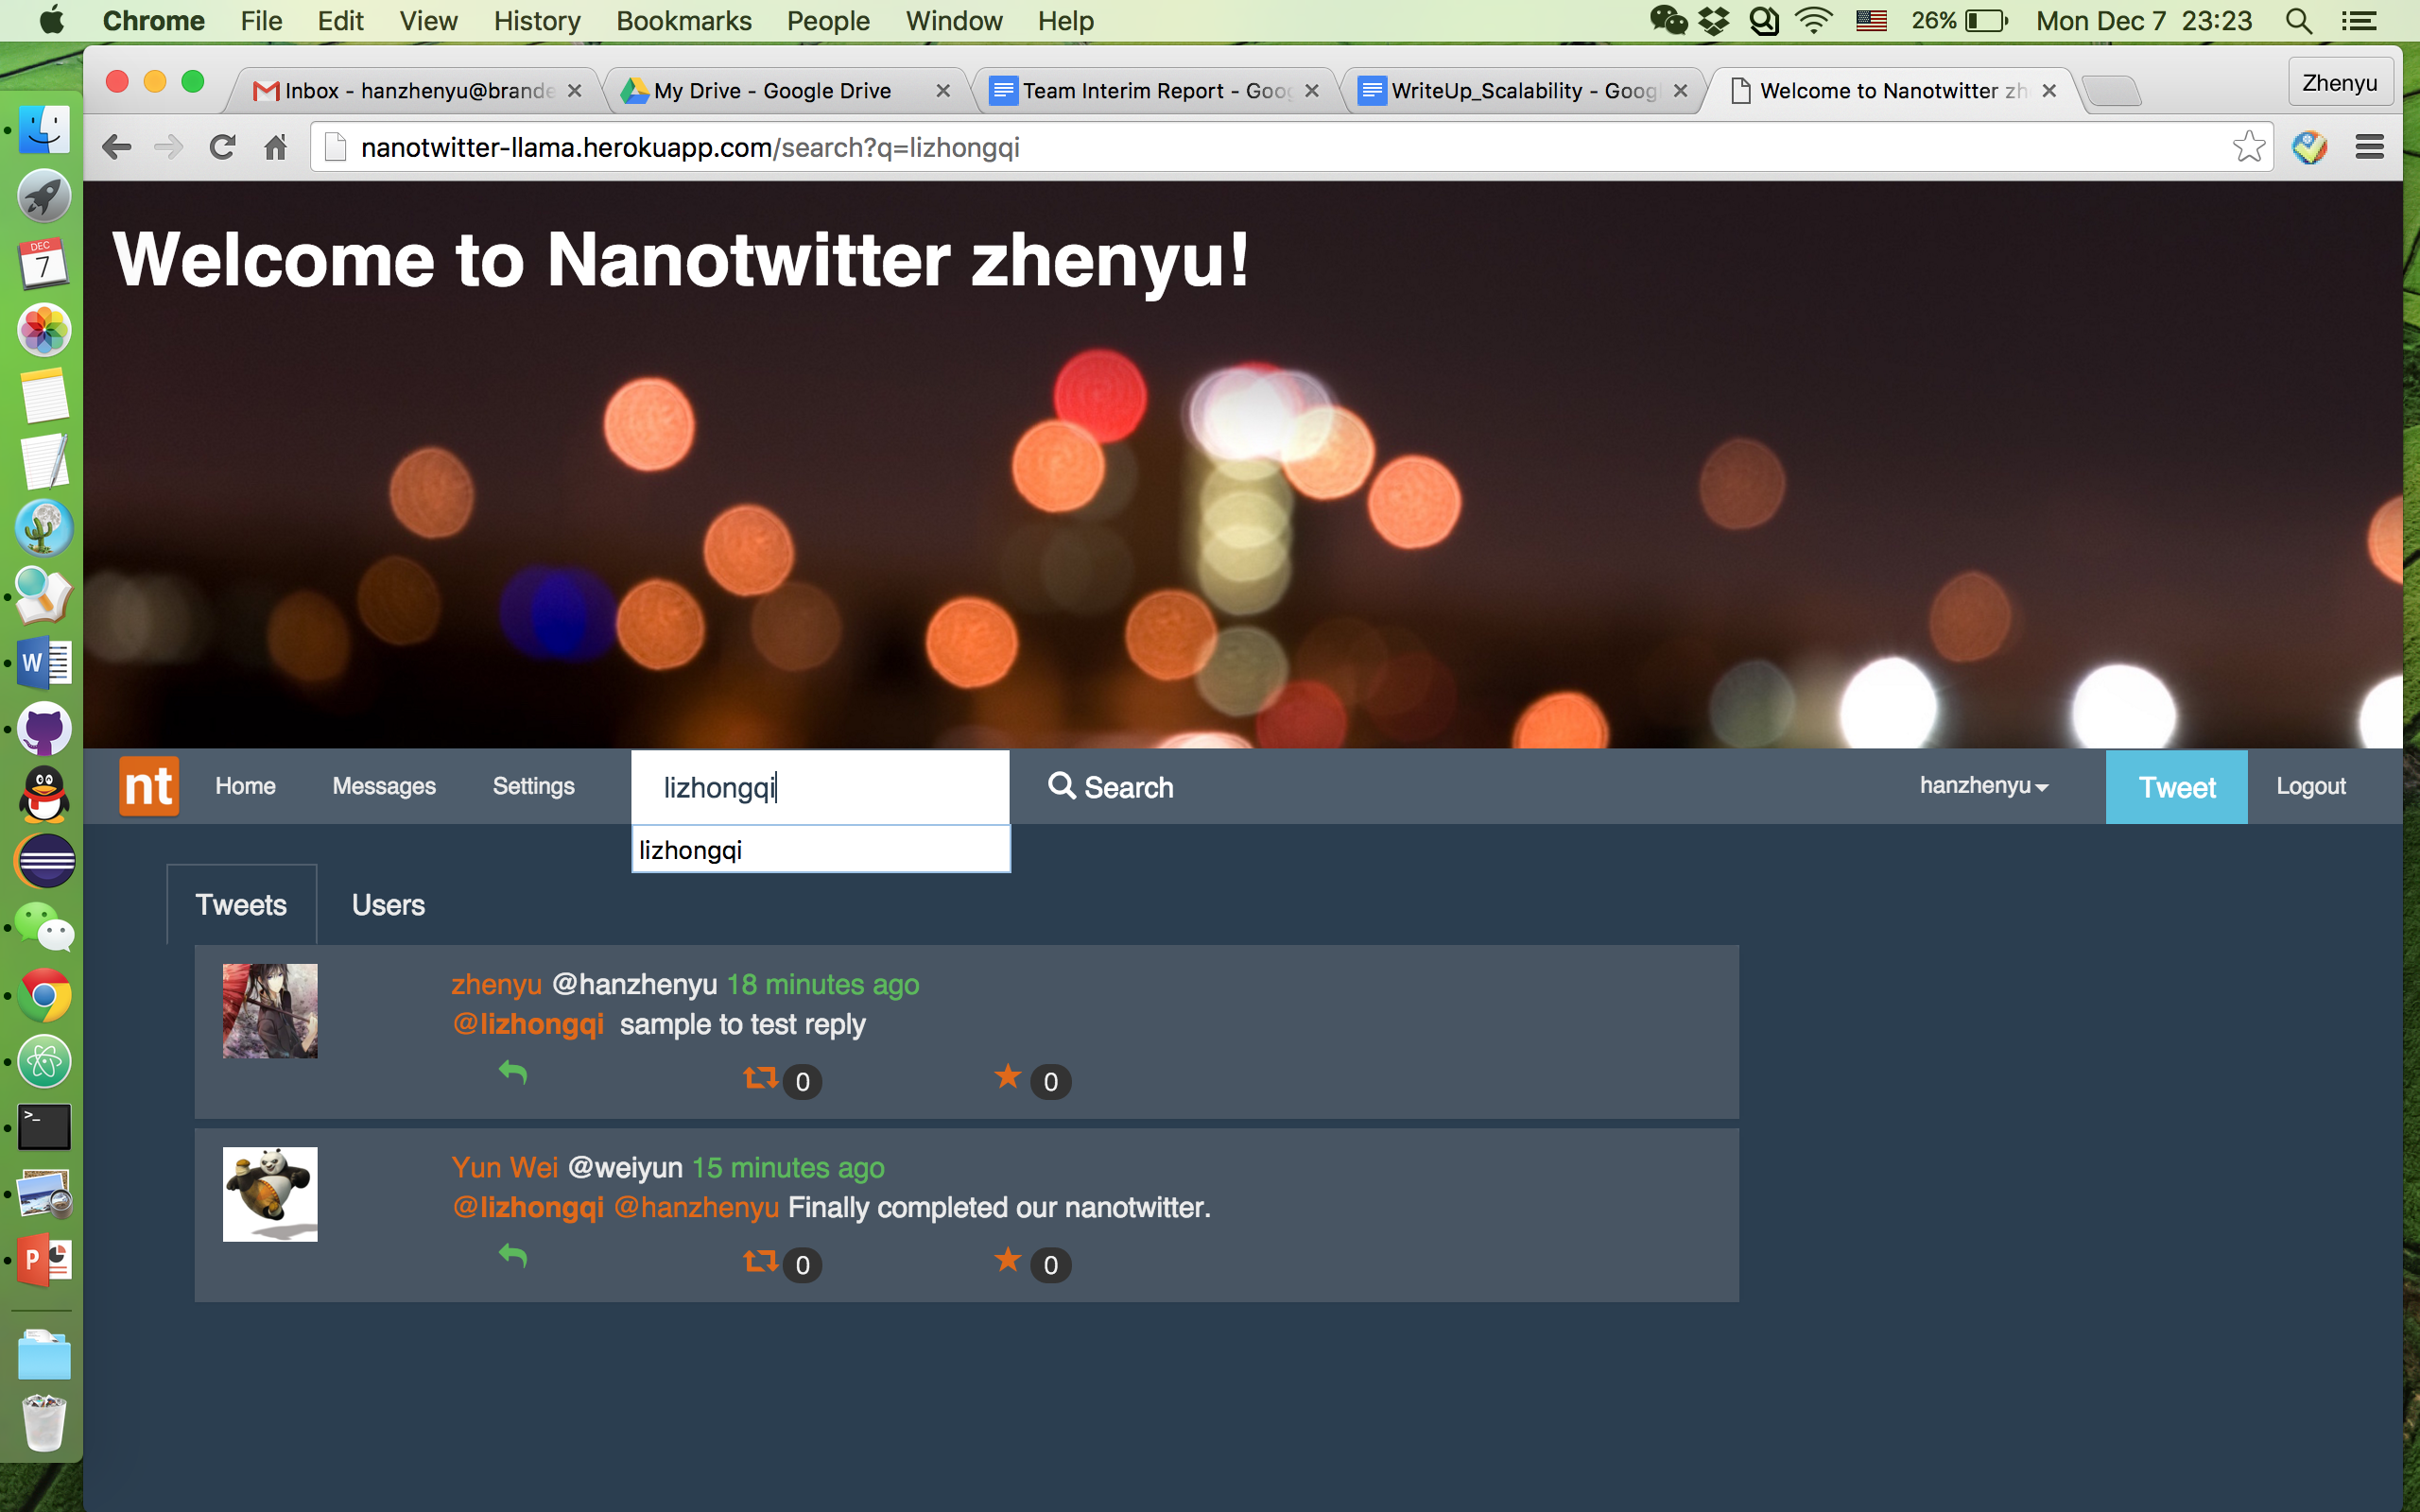 Chrome File Edit View History Bookmarks People Window Help 26% Mon Dec 7 23:23
Inbox - hanzhenyu@brande My Drive - Google Drive Team Interim Report - Goog WriteUp_Scalability - Googl Welcome to Nanotwitter zh Zhenyu
nanotwitter-llama.herokuapp.com/search?q=lizhongqi
DEC
7
Welcome to Nanotwitter zhenyu!
W
nt Home Messages Settings lizhongqi Search hanzhenyu Tweet Logout
lizhongqi
Tweets Users
zhenyu @hanzhenyu 18 minutes ago
@lizhongqi sample to test reply
0 0
>_
Yun Wei @weiyun 15 minutes ago
@lizhongqi @hanzhenyu Finally completed our nanotwitter.
0 0
P